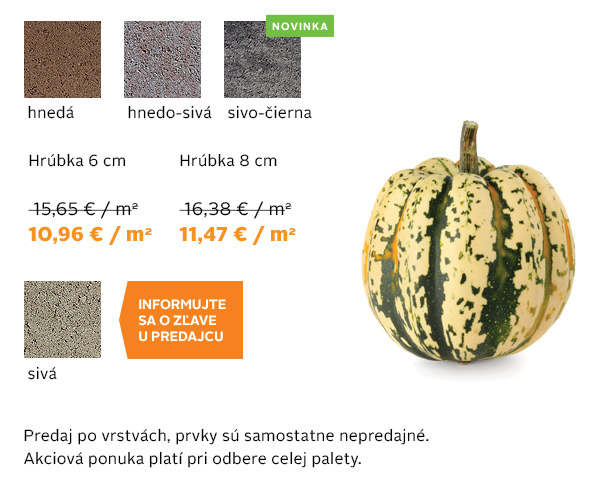 NOVINKA
hnedá
hnedo-sivá
sivo-čierna
Hrúbka 6 cm
Hrúbka 8 cm
15,65 € / m²
16,38 € / m²
10,96 € / m²
11,47 € / m²
INFORMUJTE
SA O ZĽAVE
U PREDAJCU
sivá
Predaj po vrstvách, prvky sú samostatne nepredajné.
Akciová ponuka platí pri odbere celej palety.